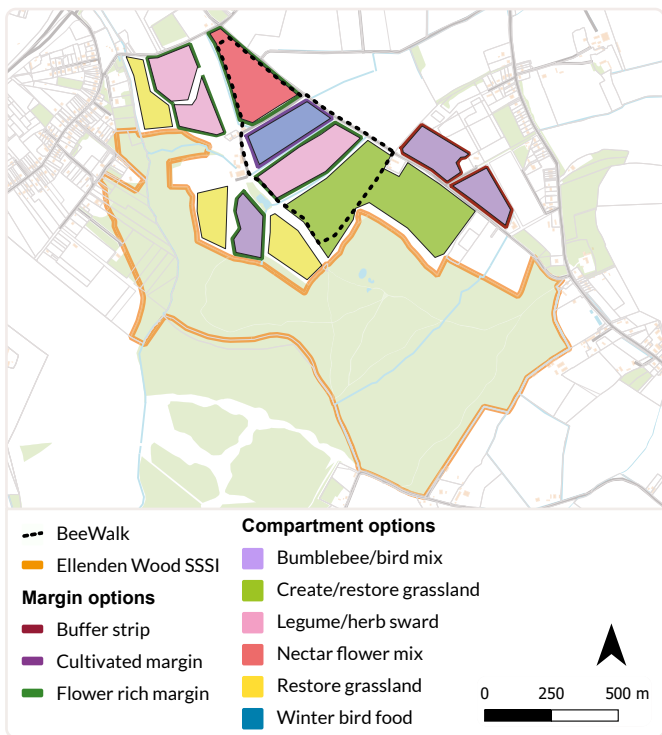 BeeWalk
Ellenden Wood SSSI
Margin options
Buffer strip
Cultivated margin
Flower rich margin
Compartment options
Bumblebee/bird mix
Create/restore grassland
Legume/herb sward
Nectar flower mix
Restore grassland
Winter bird food
0 250 500 m